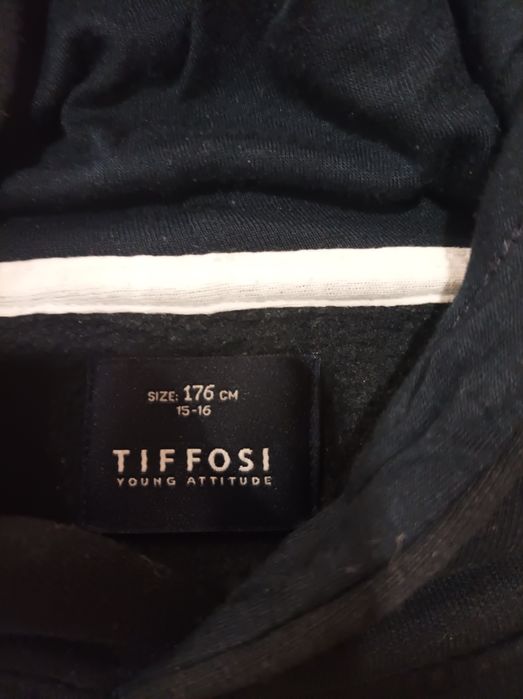 SIZE: 176 CM
15-16
TIFFOSI
YOUNG ATTITUDE